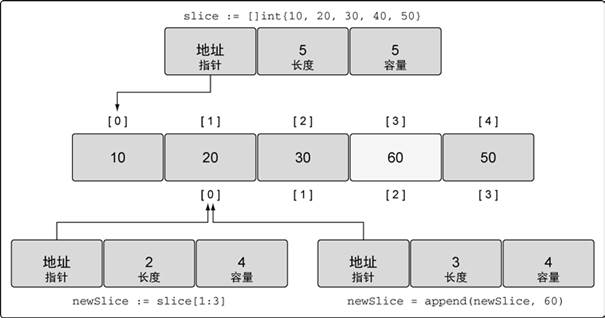 slice := []int{10, 20, 30, 40, 50}
地址 5 5
指针 长度 容量
[0] [1] [2] [3] [4]
10 20 30 60 50
[0] [1] [2] [3]
地址 2 4 地址 3 4
指针 长度 容量 指针 长度 容量
newSlice := slice[1:3] newSlice = append(newSlice, 60)